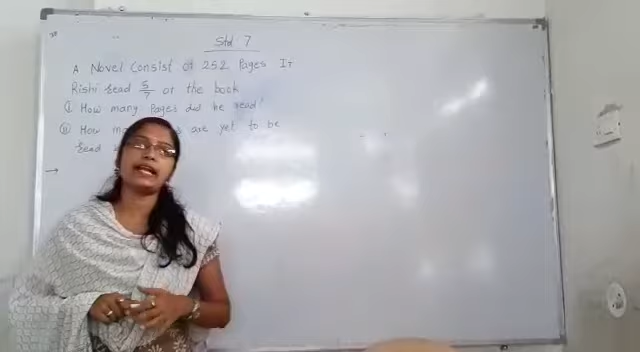 Std 7
A Novel Consist of 252 Pages If
Rishi read 5/7 of the book
① How many Pages did he read?
② How are yet to be
read
→